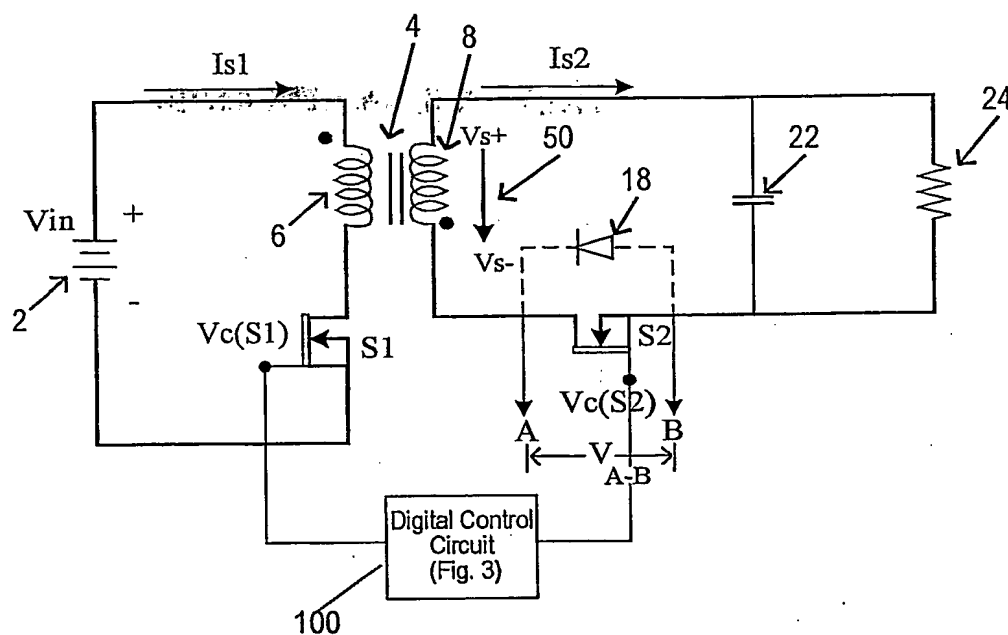 4
8
Is1
Is2
24
Vs+
50
22
18
6
Vin
+
Vs-
2
-
Vc(S1)
S1
S2
Vc(S2)
A
B
V
A-B
Digital Control
Circuit
(Fig. 3)
100